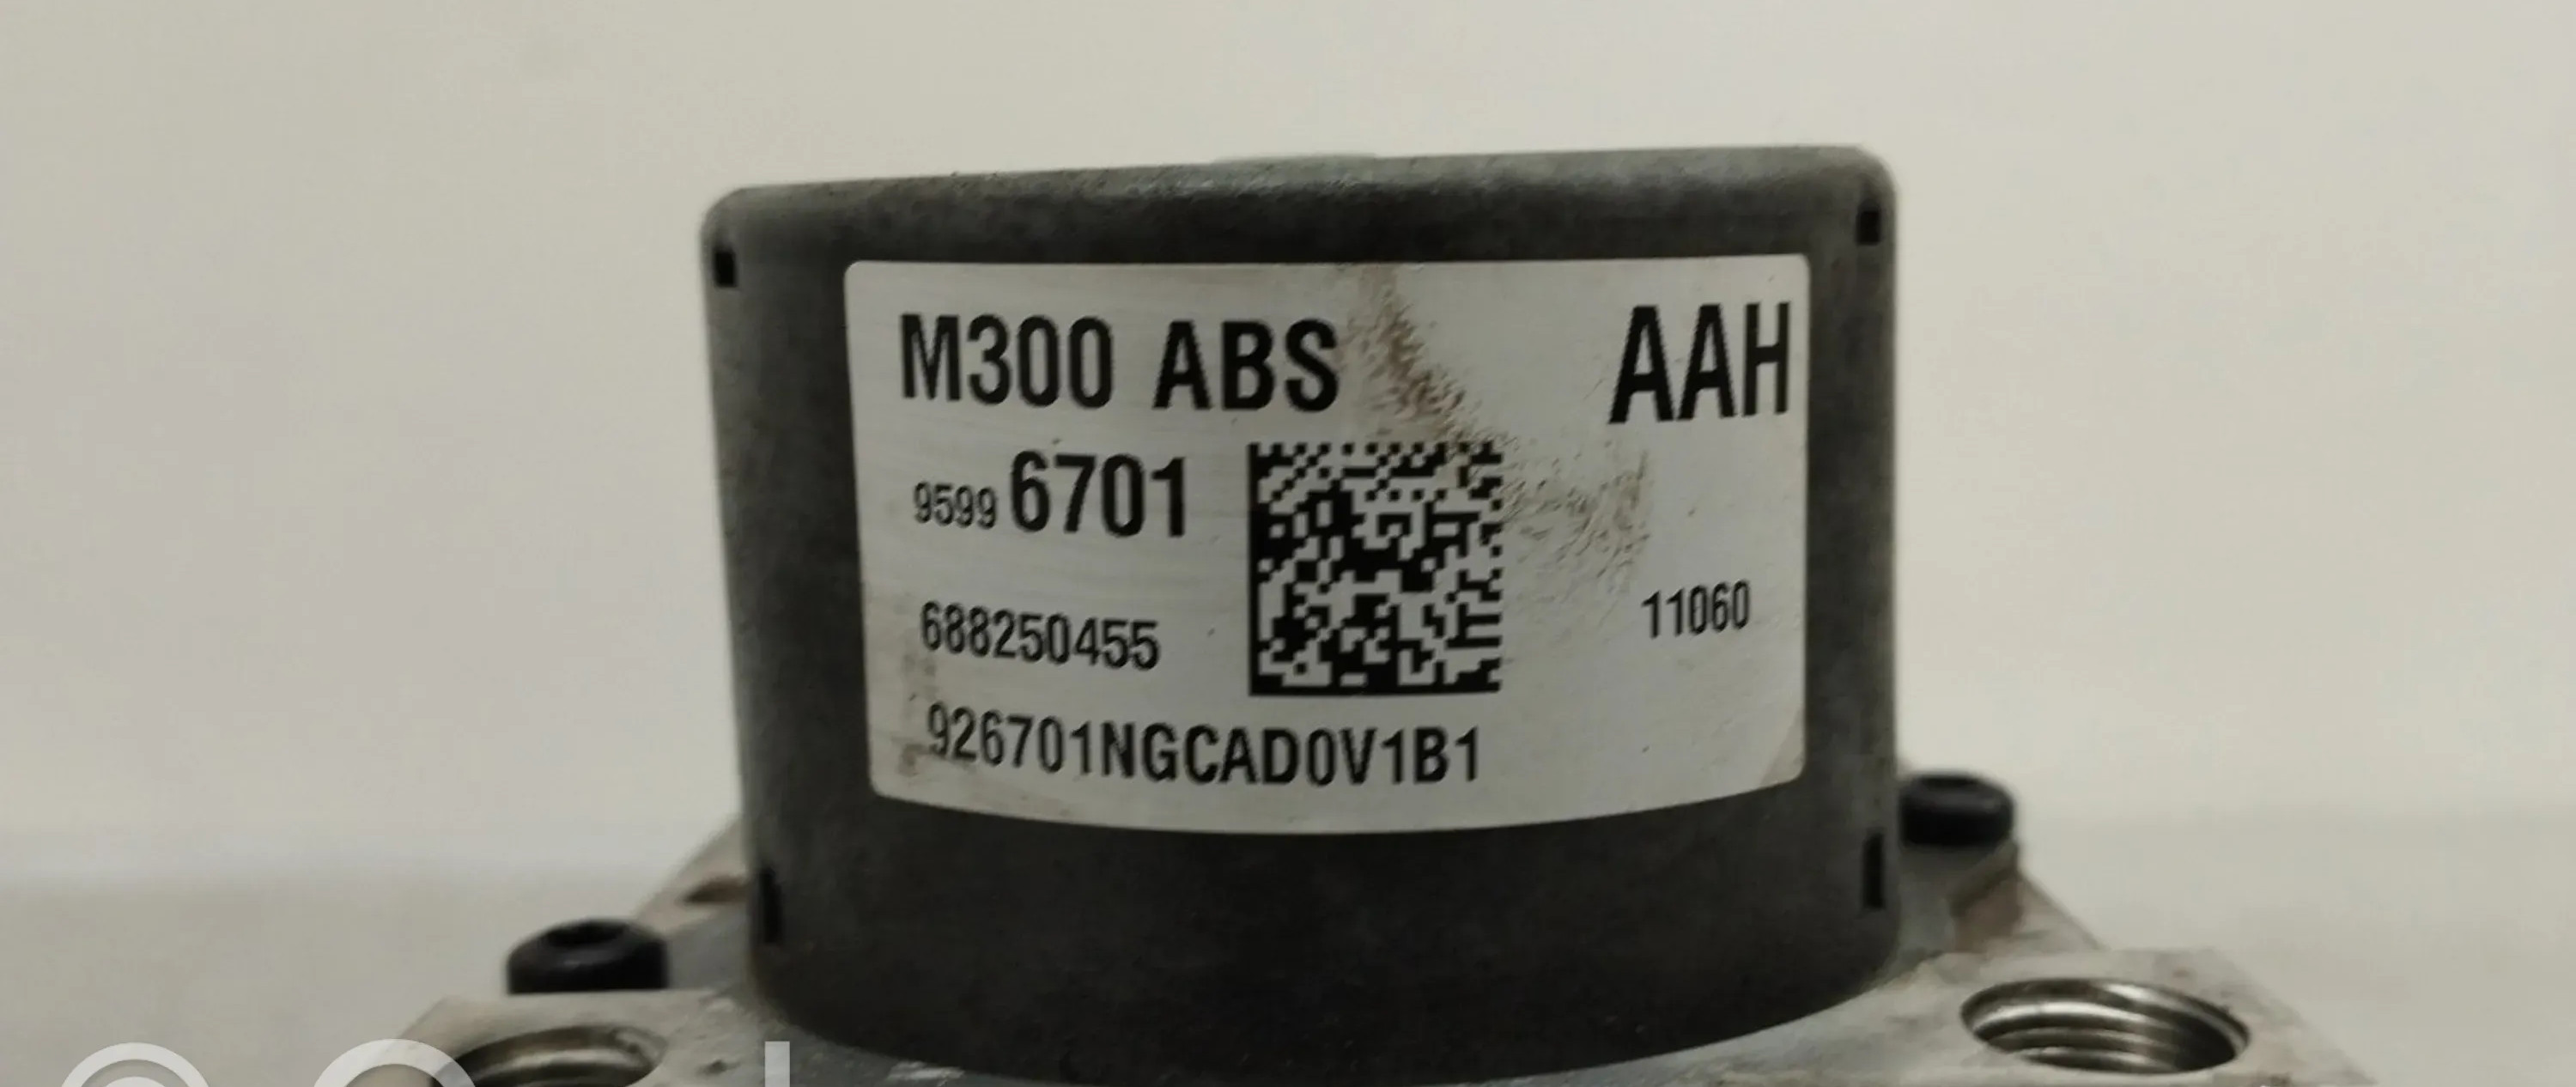 M300 ABS AAH
9599 6701
688250455 11060
926701NGCAD0V1B1